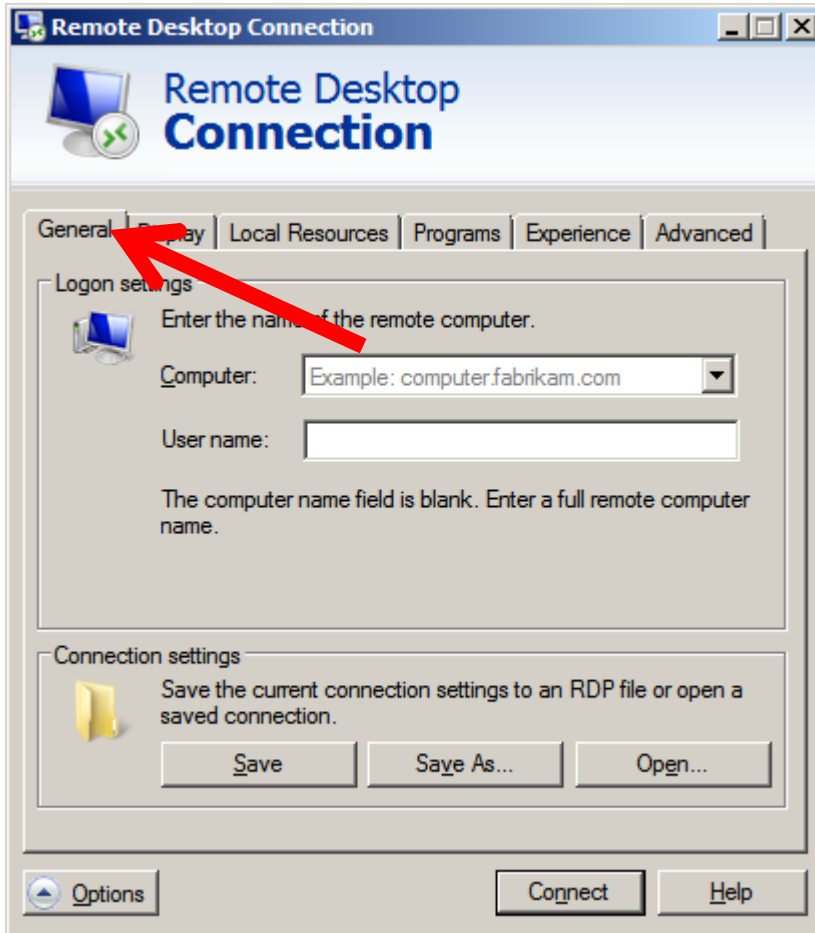 Remote Desktop Connection
Remote Desktop
Connection
General Display Local Resources Programs Experience Advanced
Logon settings
Enter the name of the remote computer.
Computer: Example: computer.fabrikam.com
User name:
The computer name field is blank. Enter a full remote computer
name.
Connection settings
Save the current connection settings to an RDP file or open a
saved connection.
Save Save As... Open...
Options Connect Help